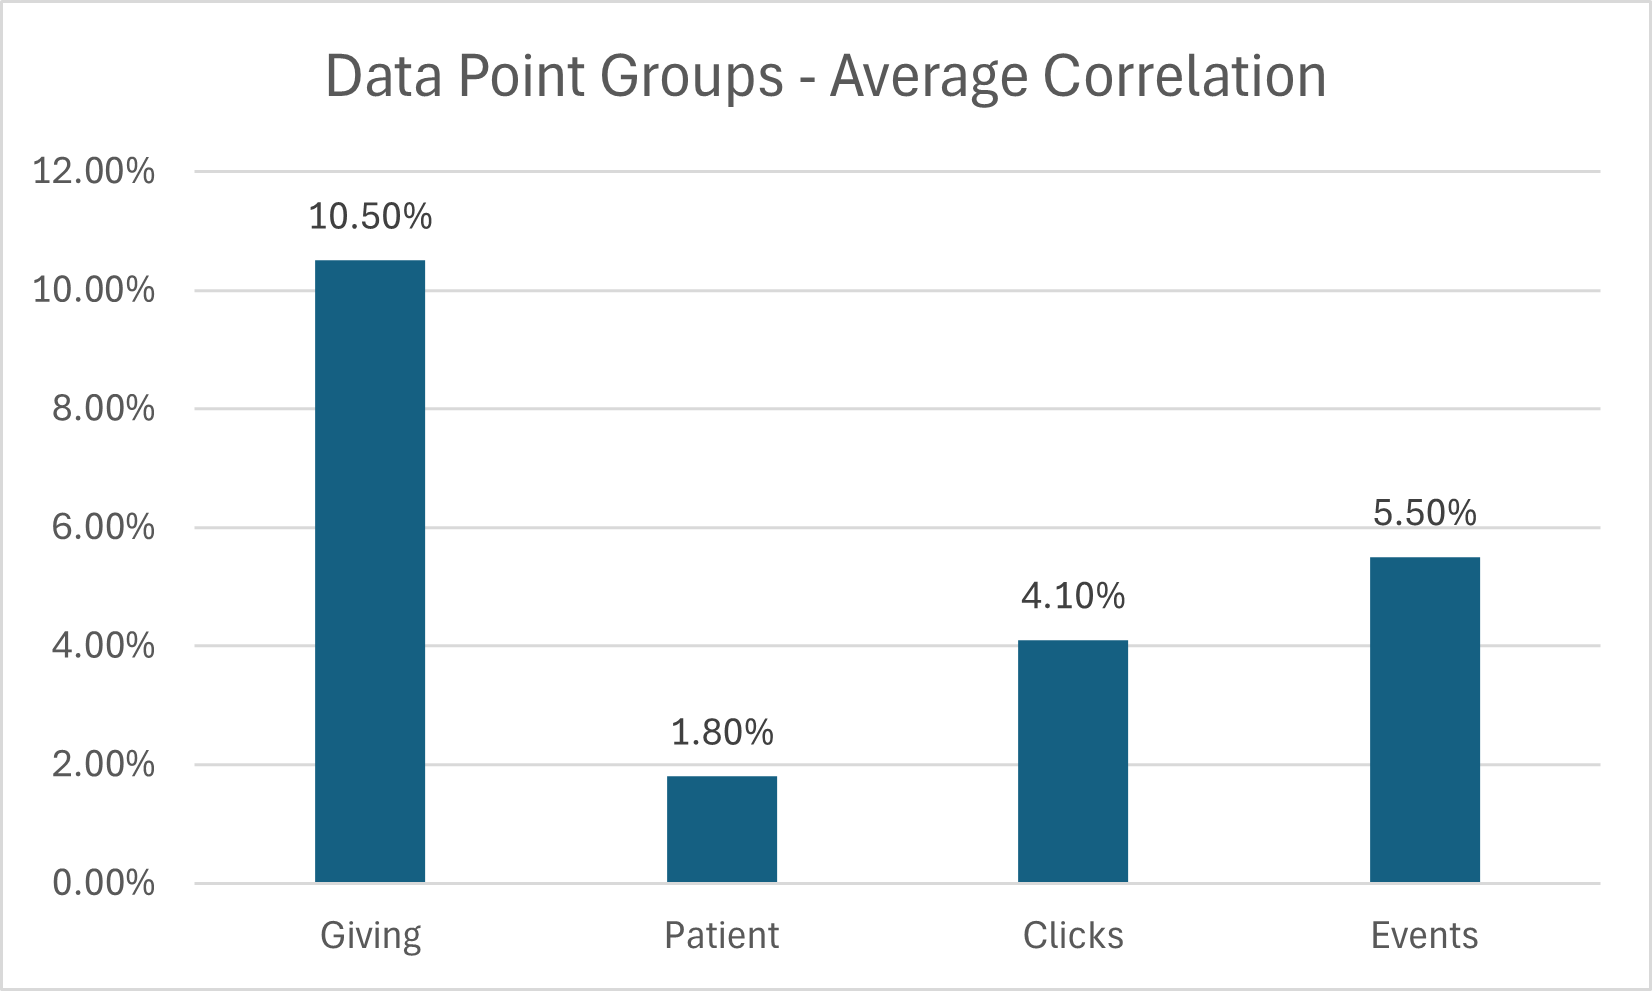 Data Point Groups - Average Correlation
12.00%
10.00%
8.00%
6.00%
4.00%
2.00%
0.00%
10.50%
1.80%
4.10%
5.50%
Giving
Patient
Clicks
Events